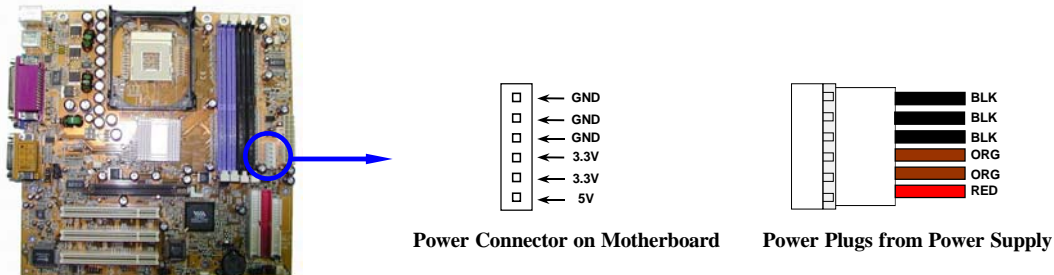 GND
GND
GND
3.3V
3.3V
5V
Power Connector on Motherboard
BLK
BLK
BLK
ORG
ORG
RED
Power Plugs from Power Supply